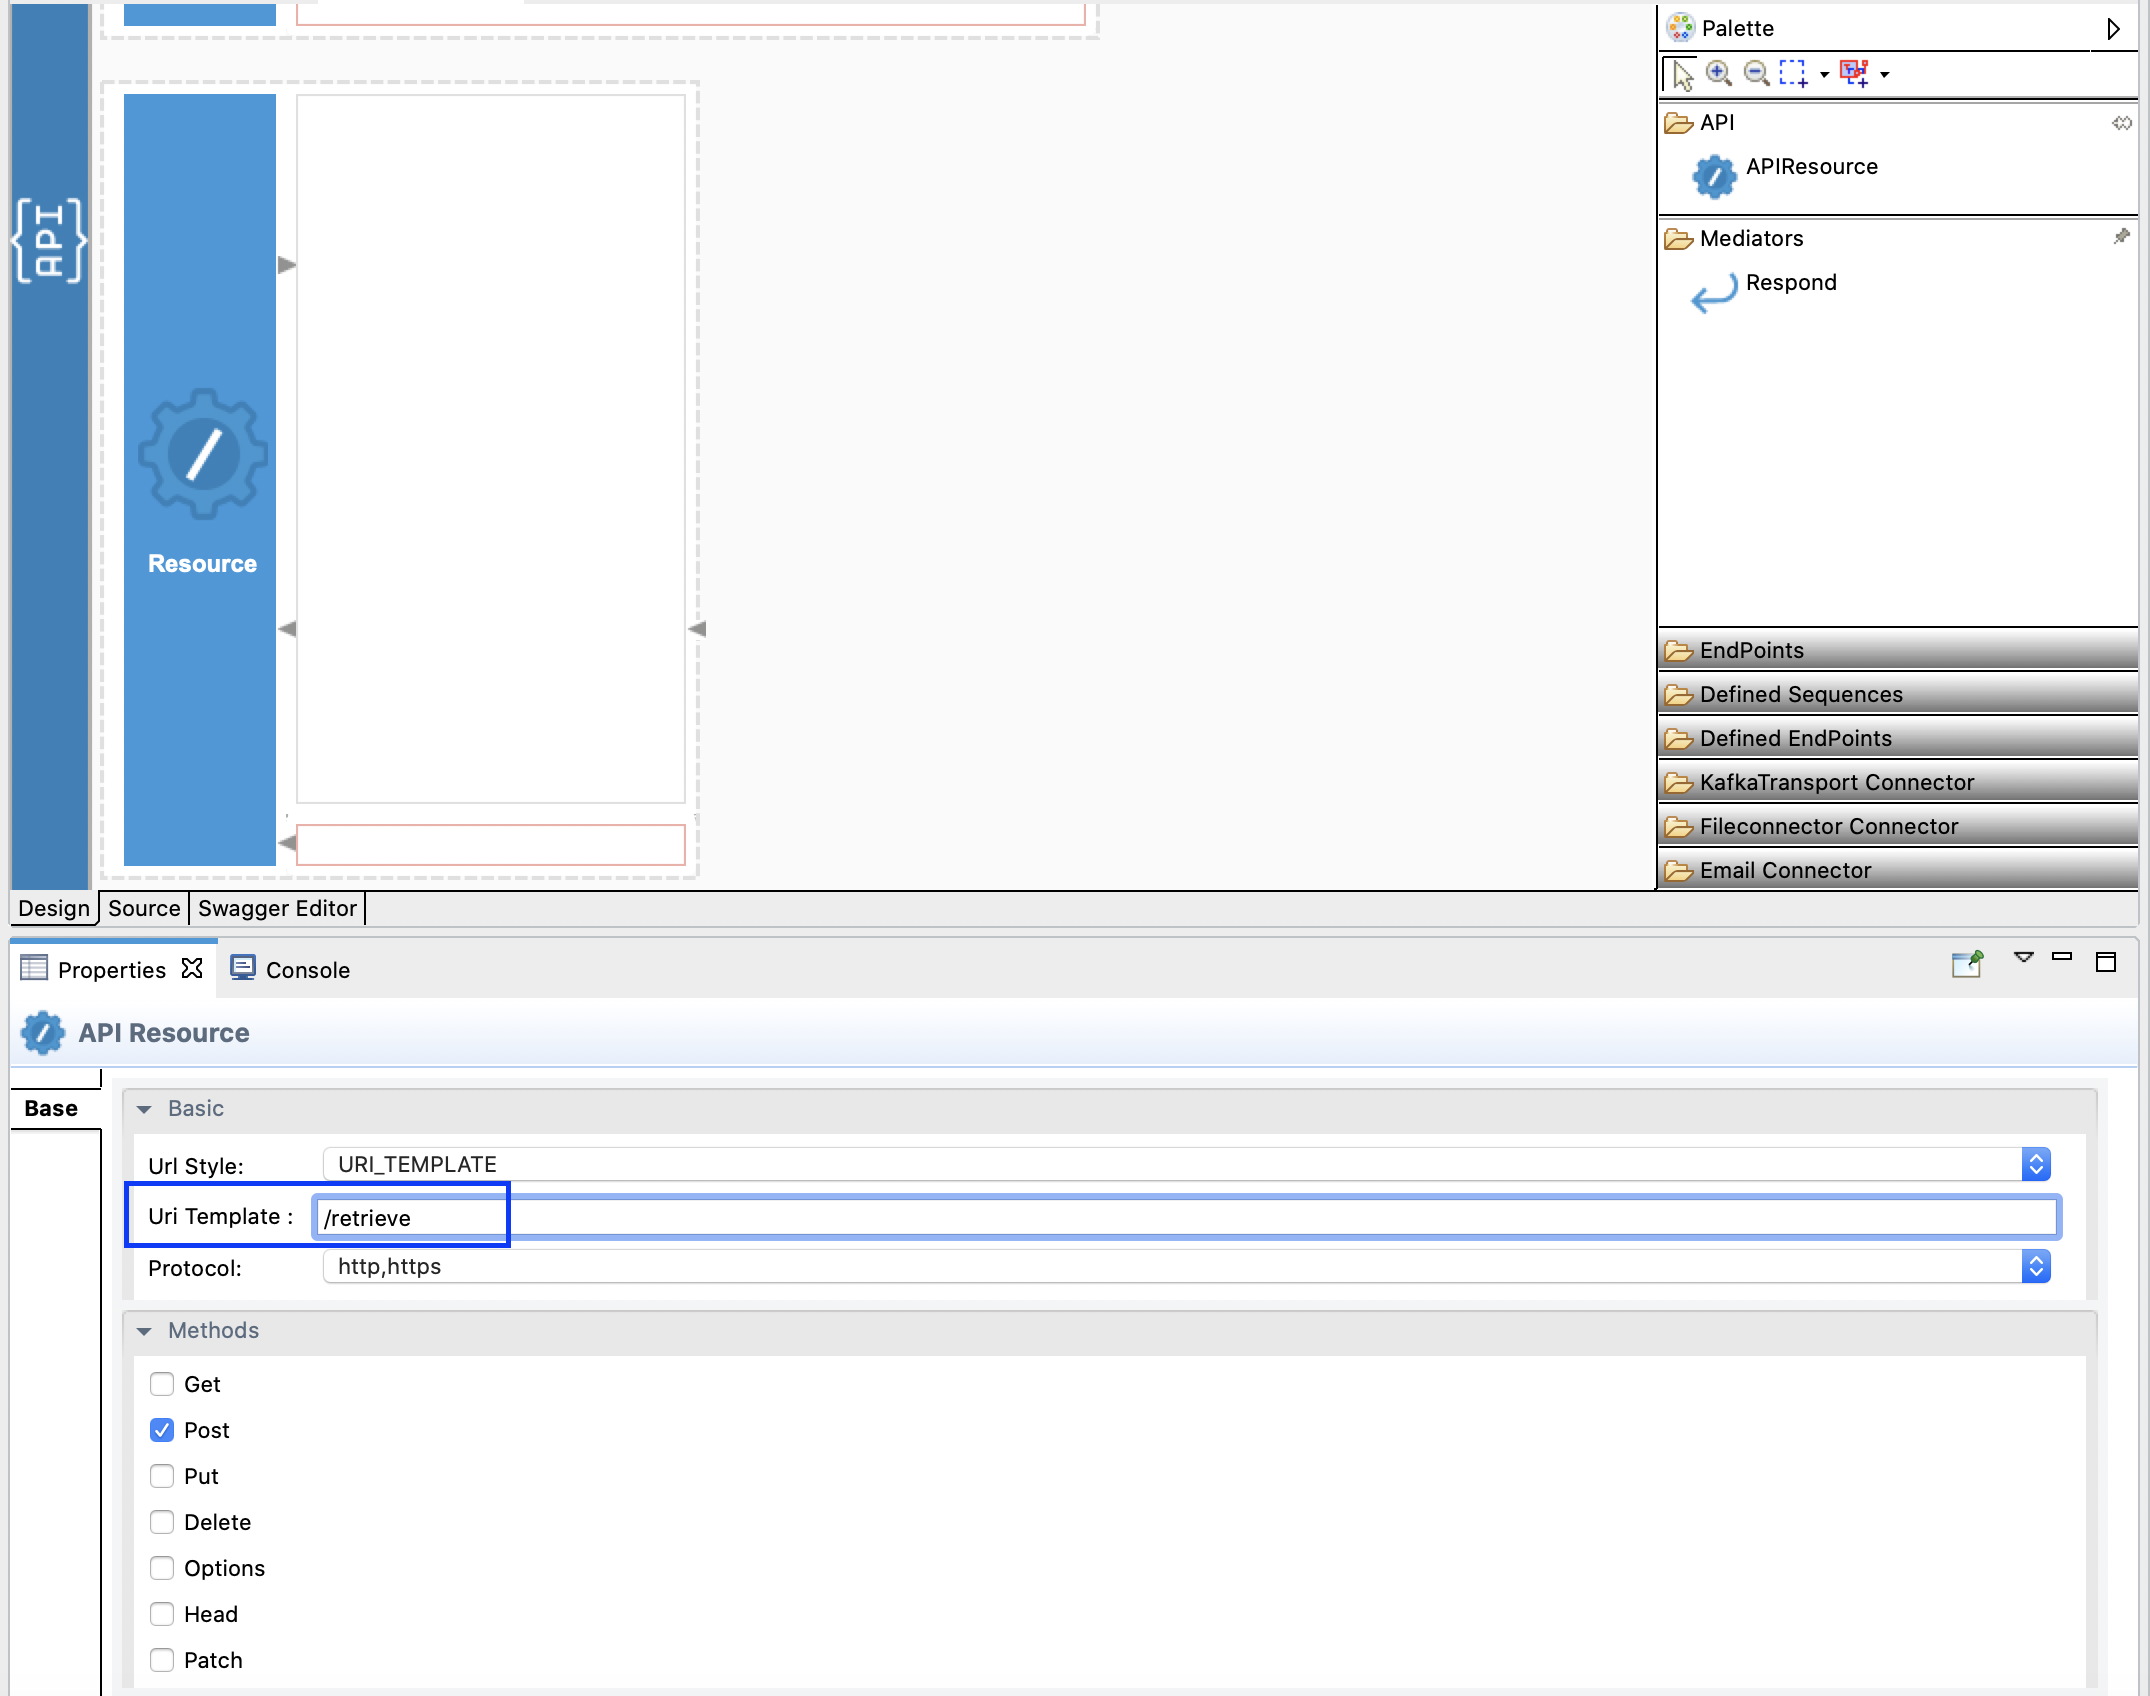 {API}
Resource
Palette
API
APIResource
Mediators
Respond
EndPoints
Defined Sequences
Defined EndPoints
KafkaTransport Connector
Fileconnector Connector
Email Connector
Design
Source
Swagger Editor
Properties
Console
API Resource
Base
Basic
Url Style:
URI_TEMPLATE
Uri Template :
/retrieve
Protocol:
http,https
Methods
Get
Post
Put
Delete
Options
Head
Patch